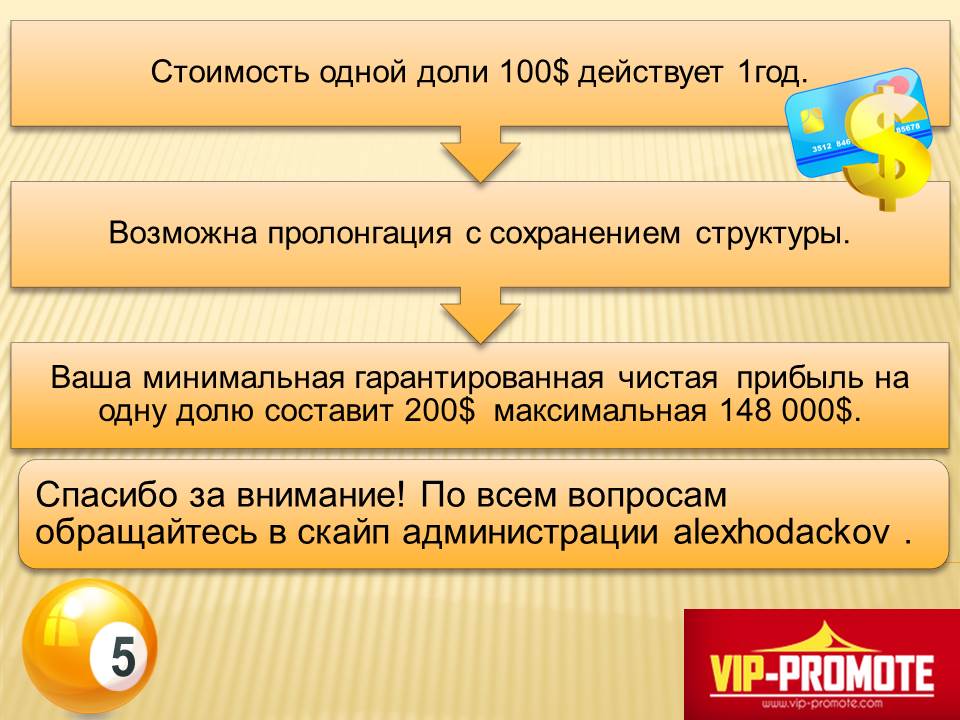 Стоимость одной доли 100$ действует 1год.
3512 846
85678
Возможна пролонгация с сохранением структуры.
Ваша минимальная гарантированная чистая прибыль на
одну долю составит 200$ максимальная 148 000$.
Спасибо за внимание! По всем вопросам
обращайтесь в скайп администрации alexhodackov .
5
VIP-PROMOTE
www.vip-promote.com